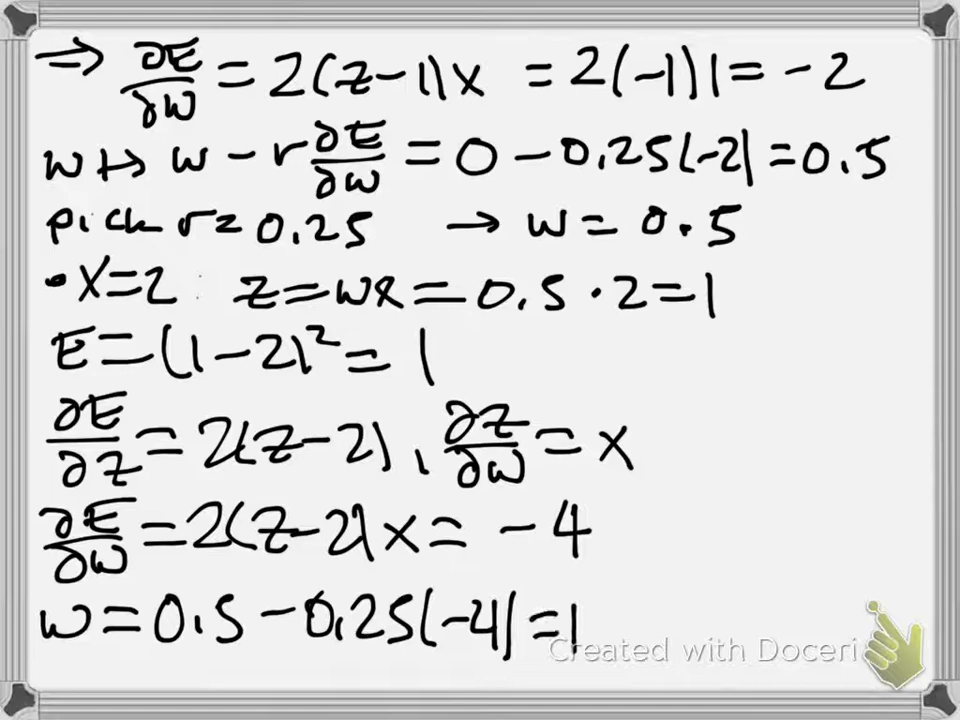 ⇒ ∂E/∂w = 2(z-1)x = 2(-1)1 = -2
w ↦ w - r ∂E/∂w = 0 - 0.25(-2) = 0.5
pick r = 0.25 → w = 0.5
• x=2 : z = wx = 0.5 · 2 = 1
E = (1-2)² = 1
∂E/∂z = 2(z-2), ∂z/∂w = x
∂E/∂w = 2(z-2)x = -4
w = 0.5 - 0.25(-4) = 1
Created with Doceri